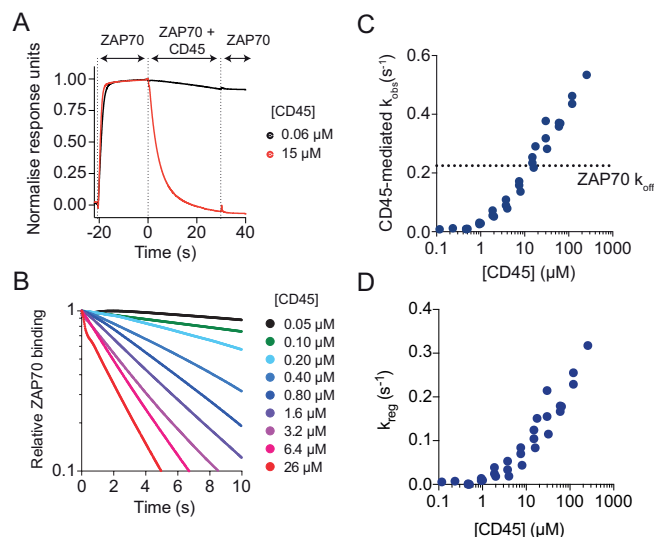 A
ZAP70
ZAP70 +
CD45
ZAP70
Normalise response units
1.00
0.75
0.50
0.25
0.00
-20
0
20
40
Time (s)
[CD45]
0.06 µM
15 µM
B
Relative ZAP70 binding
1
0.1
0
2
4
6
8
10
Time (s)
[CD45]
0.05 µM
0.10 µM
0.20 µM
0.40 µM
0.80 µM
1.6 µM
3.2 µM
6.4 µM
26 µM
C
CD45-mediated kobs(s-1)
0.6
0.4
0.2
0.0
ZAP70 koff
0.1
1
10
100
1000
[CD45] (µM)
D
kreg (s-1)
0.4
0.3
0.2
0.1
0.0
0.1
1
10
100
1000
[CD45] (µM)